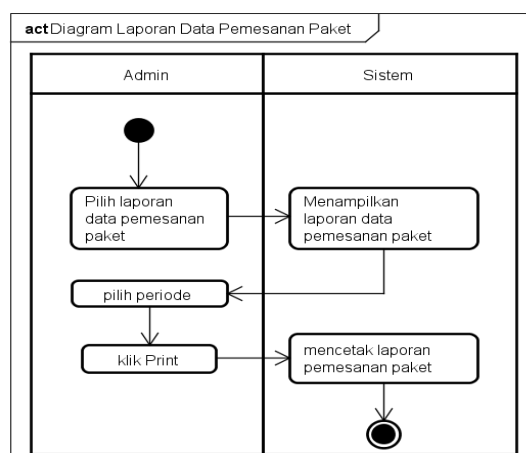 act Diagram Laporan Data Pemesanan Paket
Admin
Sistem
Pilih laporan
data pemesanan
paket
Menampilkan
laporan data
pemesanan paket
pilih periode
klik Print
mencetak laporan
pemesanan paket